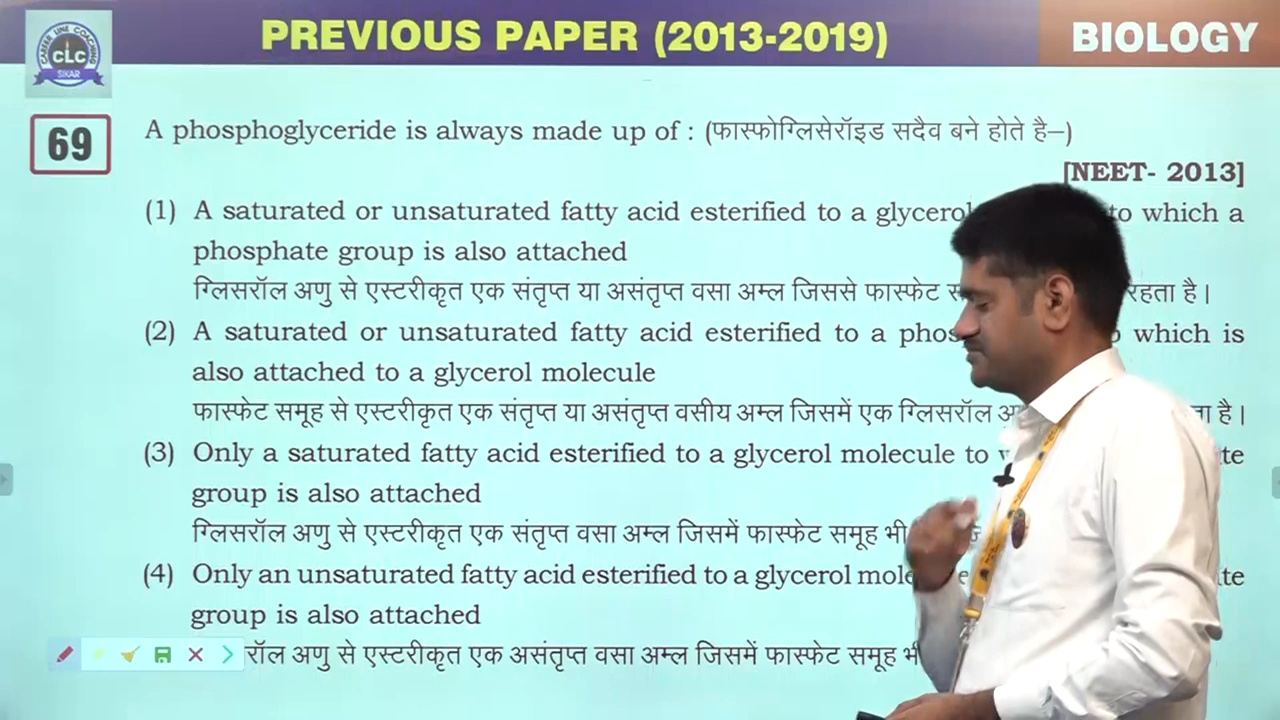 PREVIOUS PAPER (2013-2019)
BIOLOGY
CAREER LINE COACHING
CLC
SIKAR
69
A phosphoglyceride is always made up of : (फास्फोग्लिसेरॉइड सदैव बने होते है–)
[NEET- 2013]
(1) A saturated or unsaturated fatty acid esterified to a glycerol to which a
phosphate group is also attached
ग्लिसरॉल अणु से एस्टरीकृत एक संतृप्त या असंतृप्त वसा अम्ल जिससे फास्फेट रहता है।
(2) A saturated or unsaturated fatty acid esterified to a which is
also attached to a glycerol molecule
फास्फेट समूह से एस्टरीकृत एक संतृप्त या असंतृप्त वसीय अम्ल जिसमें एक ग्लिसरॉल है।
(3) Only a saturated fatty acid esterified to a glycerol molecule to
group is also attached
ग्लिसरॉल अणु से एस्टरीकृत एक संतृप्त वसा अम्ल जिसमें फास्फेट समूह भी
(4) Only an unsaturated fatty acid esterified to a glycerol
group is also attached
अणु से एस्टरीकृत एक असंतृप्त वसा अम्ल जिसमें फास्फेट समूह